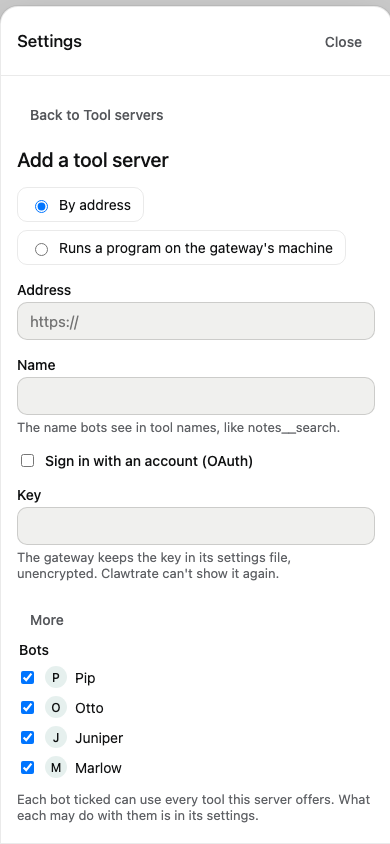 Settings
Close
Back to Tool servers
Add a tool server
By address
Runs a program on the gateway's machine
Address
https://
Name
The name bots see in tool names, like notes__search.
Sign in with an account (OAuth)
Key
The gateway keeps the key in its settings file,
unencrypted. Clawtrate can't show it again.
More
Bots
P Pip
O Otto
J Juniper
M Marlow
Each bot ticked can use every tool this server offers. What
each may do with them is in its settings.